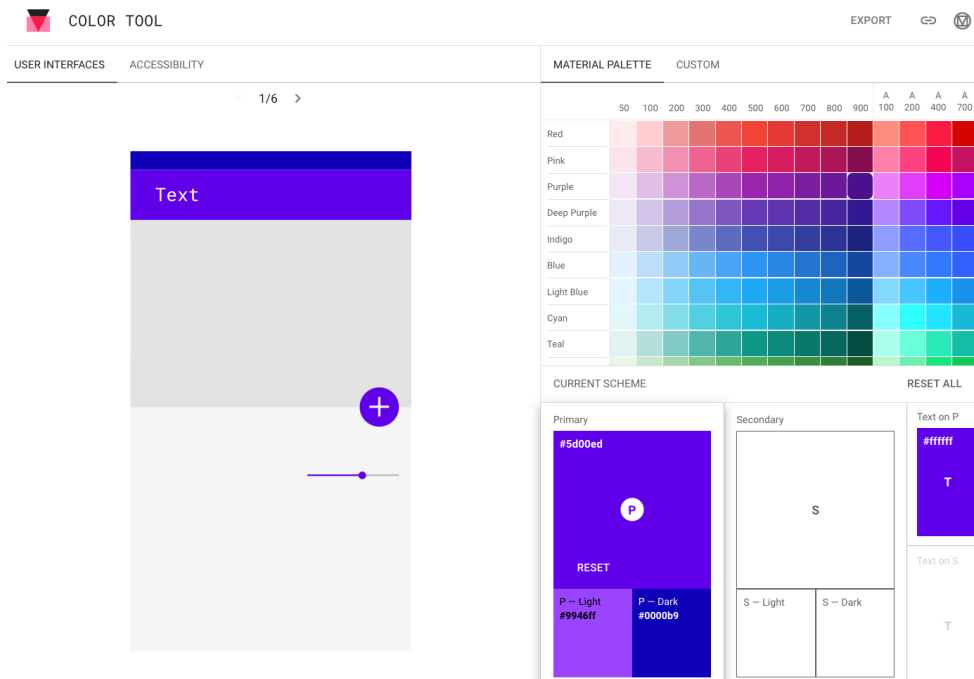 COLOR TOOL
EXPORT
USER INTERFACES ACCESSIBILITY
MATERIAL PALETTE CUSTOM
1/6
50 100 200 300 400 500 600 700 800 900 A 100 A 200 A 400 A 700
Red
Pink
Purple
Deep Purple
Indigo
Blue
Light Blue
Cyan
Teal
Text
CURRENT SCHEME RESET ALL
Primary
#5d00ed
P
RESET
P — Light
#9946ff
P — Dark
#0000b9
Secondary
S
S — Light
S — Dark
Text on P
#ffffff
T
Text on S
T